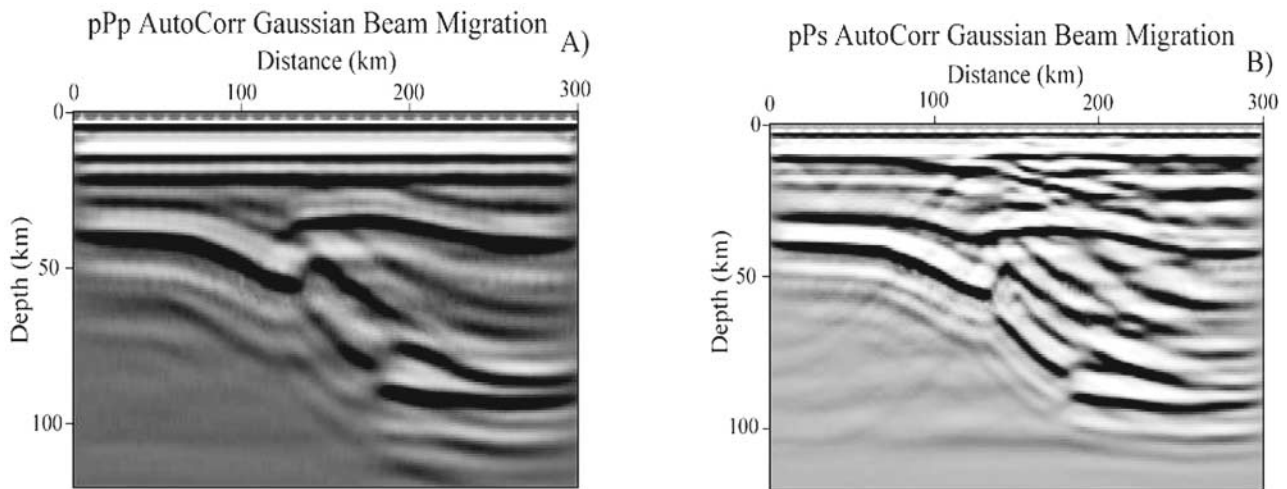 pPp AutoCorr Gaussian Beam Migration
A)
Distance (km)
0 100 200 300
0
50
100
Depth (km)
pPs AutoCorr Gaussian Beam Migration
B)
Distance (km)
0 100 200 300
0
50
100
Depth (km)